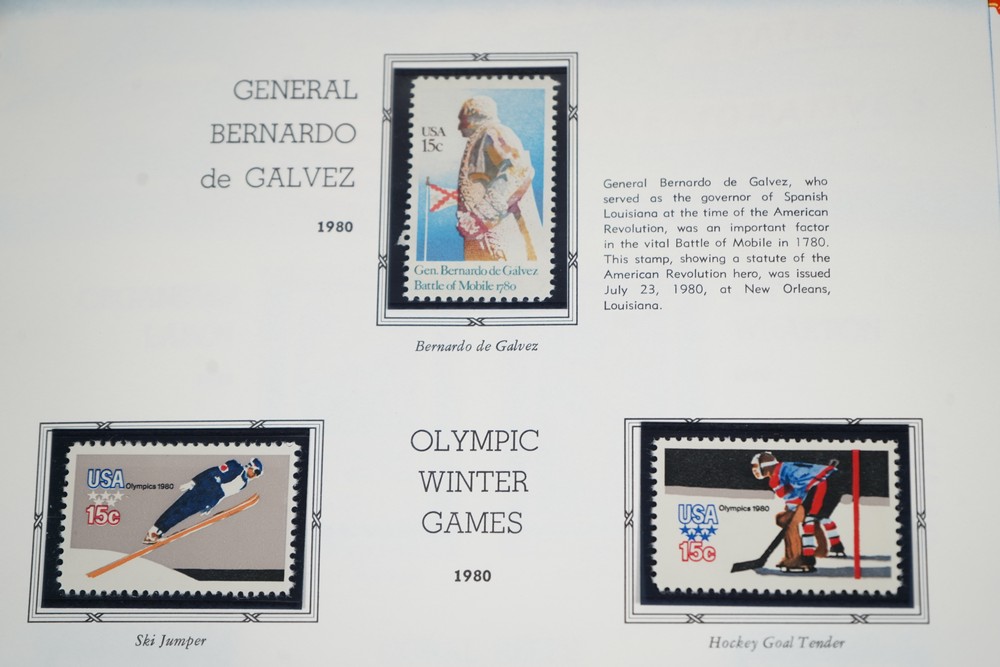 GENERAL
BERNARDO
de GALVEZ
1980
USA
15c
Gen. Bernardo de Galvez
Battle of Mobile 1780
Bernardo de Galvez
General Bernardo de Galvez, who
served as the governor of Spanish
Louisiana at the time of the American
Revolution, was an important factor
in the vital Battle of Mobile in 1780.
This stamp, showing a statute of the
American Revolution hero, was issued
July 23, 1980, at New Orleans,
Louisiana.
USA
Olympics 1980
15c
Ski Jumper
OLYMPIC
WINTER
GAMES
1980
USA
Olympics 1980
15c
Hockey Goal Tender